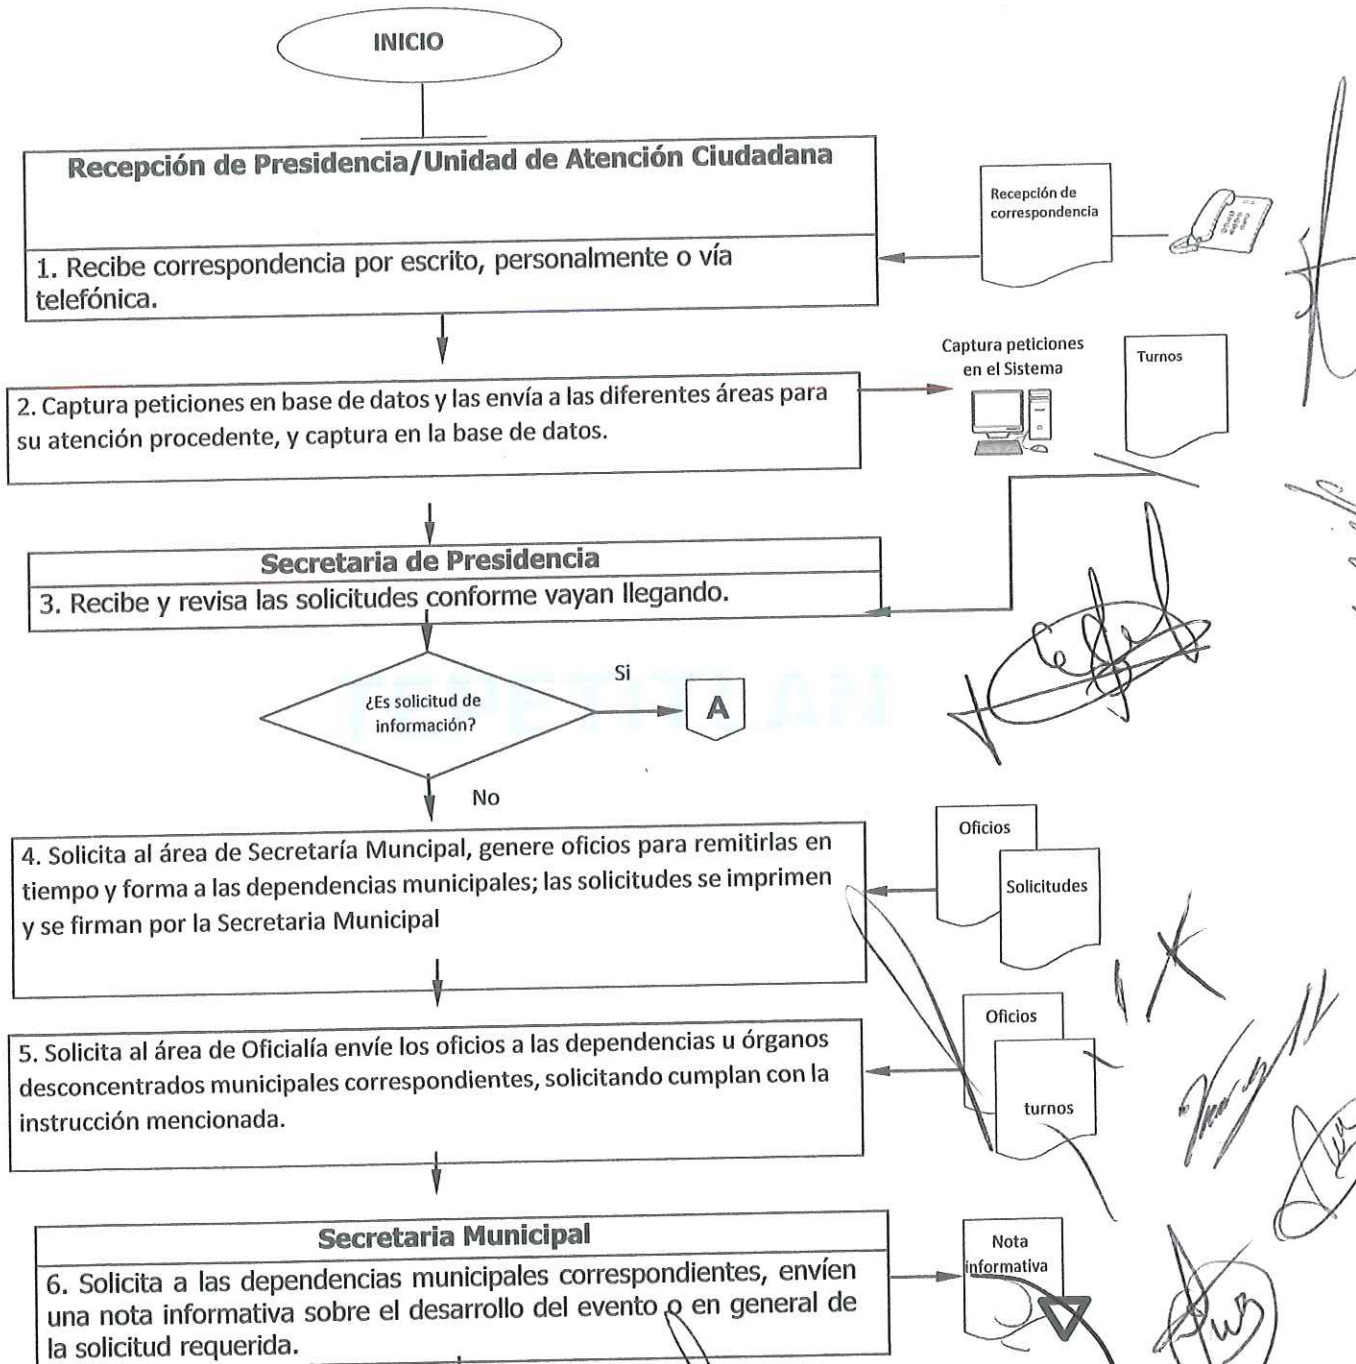 INICIO
Recepción de Presidencia/Unidad de Atención Ciudadana
1. Recibe correspondencia por escrito, personalmente o vía
telefónica.
Recepción de
correspondencia
2. Captura peticiones en base de datos y las envía a las diferentes áreas para
su atención procedente, y captura en la base de datos.
Captura peticiones
en el Sistema
Turnos
Secretaria de Presidencia
3. Recibe y revisa las solicitudes conforme vayan llegando.
¿Es solicitud de
información?
Si
A
No
4. Solicita al área de Secretaría Muncipal, genere oficios para remitirlas en
tiempo y forma a las dependencias municipales; las solicitudes se imprimen
y se firman por la Secretaria Municipal
Oficios
Solicitudes
5. Solicita al área de Oficialía envíe los oficios a las dependencias u órganos
desconcentrados municipales correspondientes, solicitando cumplan con la
instrucción mencionada.
Oficios
turnos
Secretaria Municipal
6. Solicita a las dependencias municipales correspondientes, envíen
una nota informativa sobre el desarrollo del evento o en general de
la solicitud requerida.
Nota
informativa
TEPETITLAN